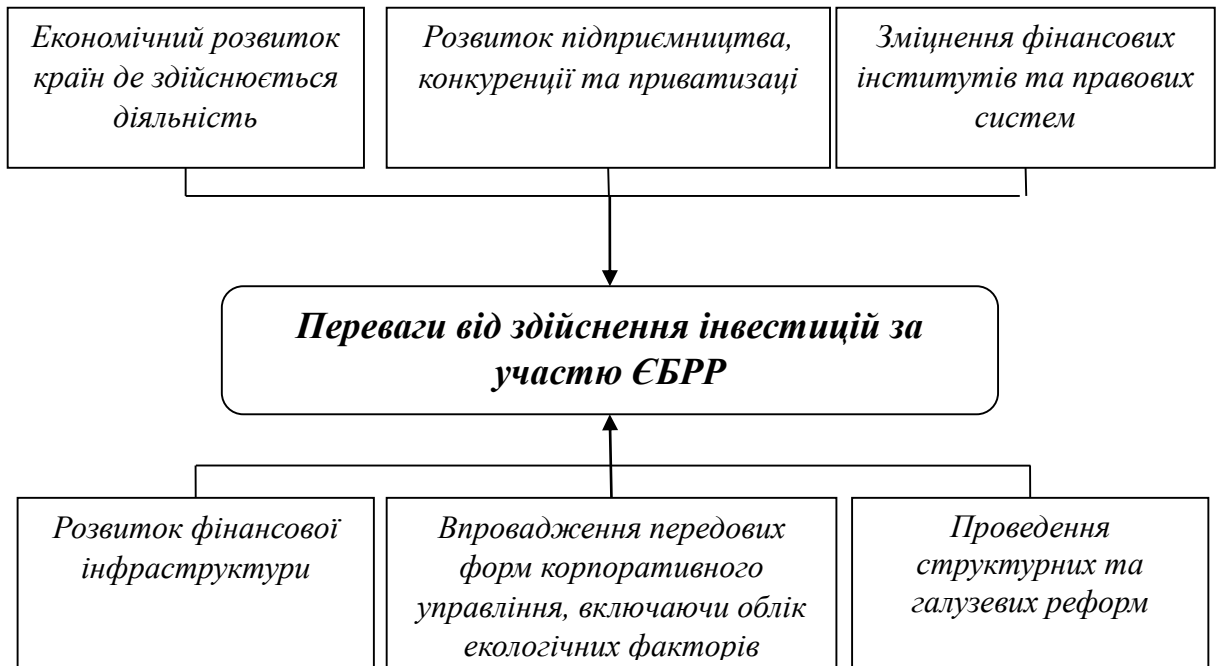 Економічний розвиток
країн де здійснюється
діяльність
Розвиток підприємництва,
конкуренції та приватизаці
Зміцнення фінансових
інститутів та правових
систем
Переваги від здійснення інвестицій за
участю ЄБРР
Розвиток фінансової
інфраструктури
Впровадження передових
форм корпоративного
управління, включаючи облік
екологічних факторів
Проведення
структурних та
галузевих реформ